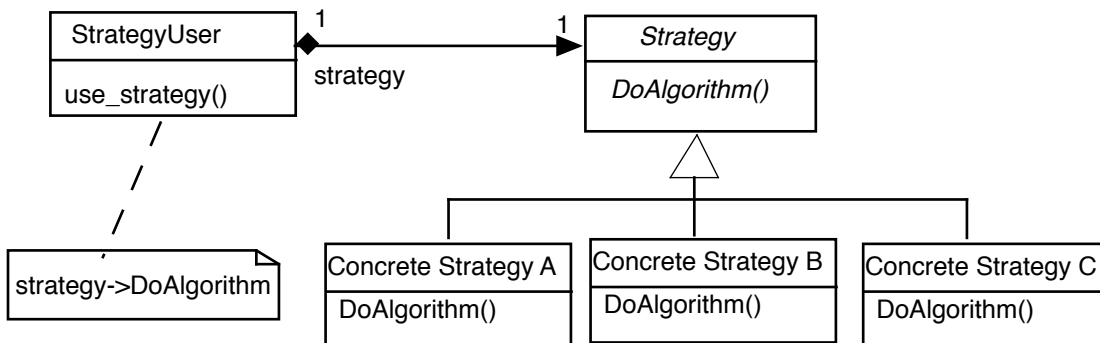 StrategyUser
use_strategy()
1
strategy
1
Strategy
DoAlgorithm()
strategy->DoAlgorithm
Concrete Strategy A
DoAlgorithm()
Concrete Strategy B
DoAlgorithm()
Concrete Strategy C
DoAlgorithm()